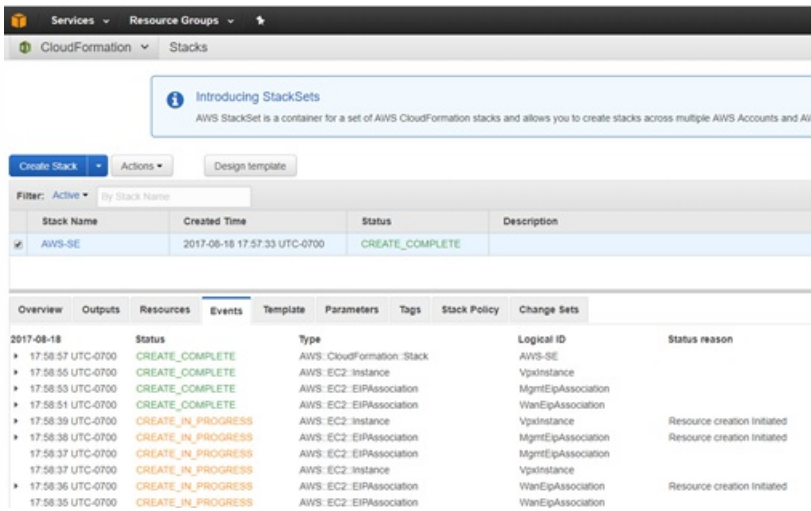 Services Resource Groups
CloudFormation Stacks
Introducing StackSets
AWS StackSet is a container for a set of AWS CloudFormation stacks and allows you to create stacks across multiple AWS Accounts and AW
Create Stack Actions Design template
Filter: Active By Stack Name
Stack Name Created Time Status Description
AWS-SE 2017-08-18 17:57:33 UTC-0700 CREATE_COMPLETE
Overview Outputs Resources Events Template Parameters Tags Stack Policy Change Sets
2017-08-18 Status Type Logical ID Status reason
17:58:57 UTC-0700 CREATE_COMPLETE AWS::CloudFormation::Stack AWS-SE
17:58:55 UTC-0700 CREATE_COMPLETE AWS::EC2::Instance VpxInstance
17:58:53 UTC-0700 CREATE_COMPLETE AWS::EC2::EIPAssociation MgmtEipAssociation
17:58:51 UTC-0700 CREATE_COMPLETE AWS::EC2::EIPAssociation WanEipAssociation
17:58:39 UTC-0700 CREATE_IN_PROGRESS AWS::EC2::Instance VpxInstance Resource creation Initiated
17:58:38 UTC-0700 CREATE_IN_PROGRESS AWS::EC2::EIPAssociation MgmtEipAssociation Resource creation Initiated
17:58:37 UTC-0700 CREATE_IN_PROGRESS AWS::EC2::EIPAssociation MgmtEipAssociation
17:58:37 UTC-0700 CREATE_IN_PROGRESS AWS::EC2::Instance VpxInstance
17:58:36 UTC-0700 CREATE_IN_PROGRESS AWS::EC2::EIPAssociation WanEipAssociation Resource creation Initiated
17:58:35 UTC-0700 CREATE_IN_PROGRESS AWS::EC2::EIPAssociation WanEipAssociation